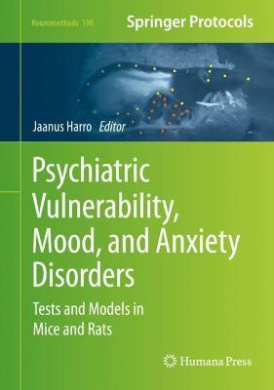 Neuromethods 190
Springer Protocols
Jaanus Harro Editor
Psychiatric
Vulnerability,
Mood, and Anxiety
Disorders
Tests and Models in
Mice and Rats
Humana Press